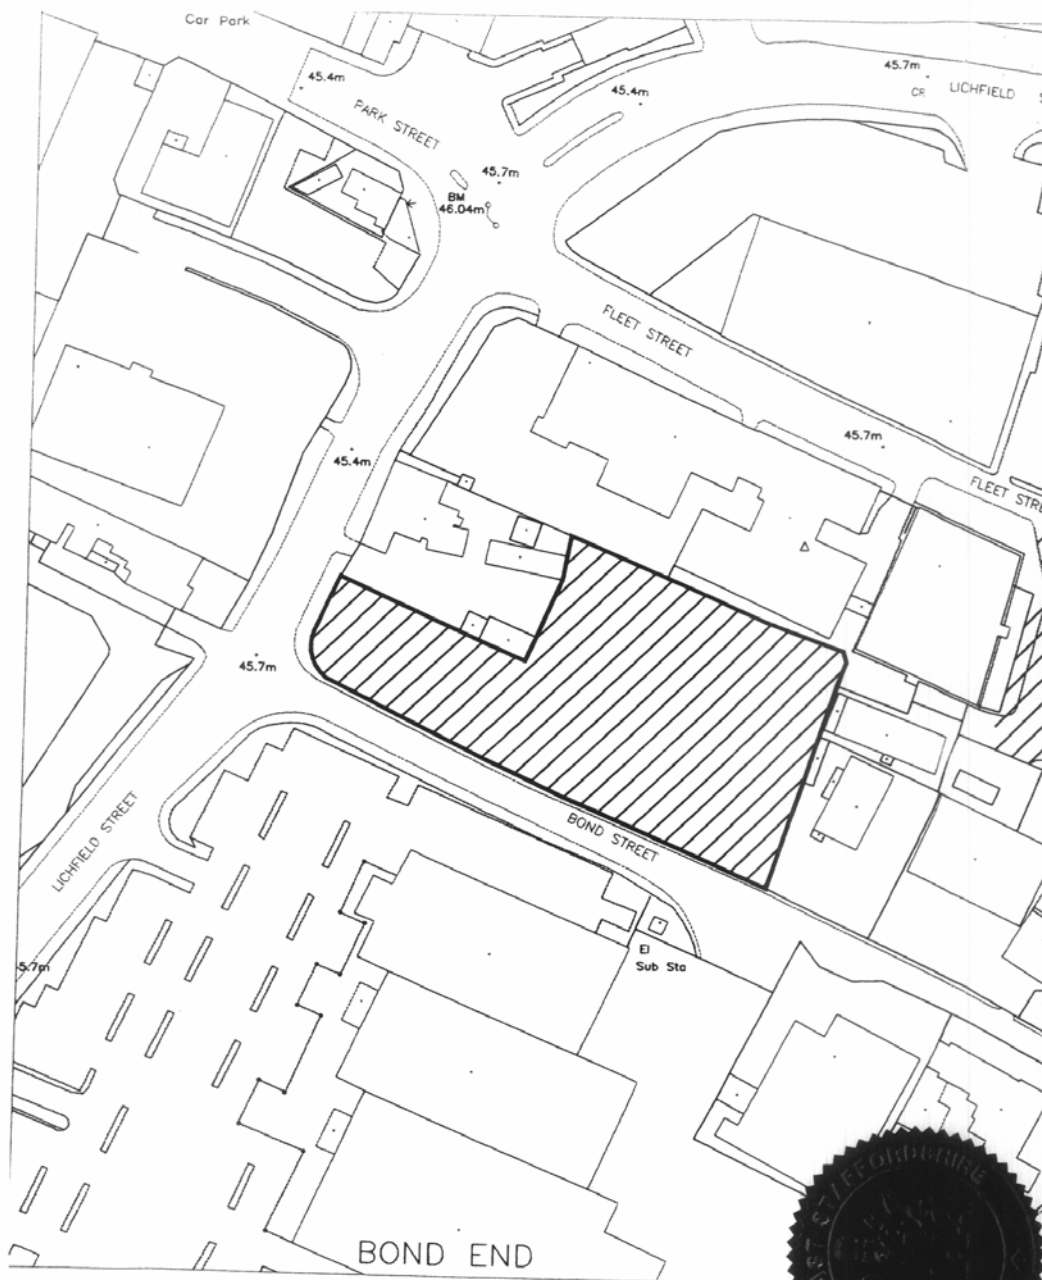 Car Park
45.4m
PARK STREET
45.4m
45.7m
CR
LICHFIELD
45.7m
BM
46.04m
FLEET STREET
45.7m
45.4m
FLEET STRE
45.7m
BOND STREET
LICHFIELD STREET
5.7m
El
Sub Sta
BOND END
ST STAFFORDSHIRE